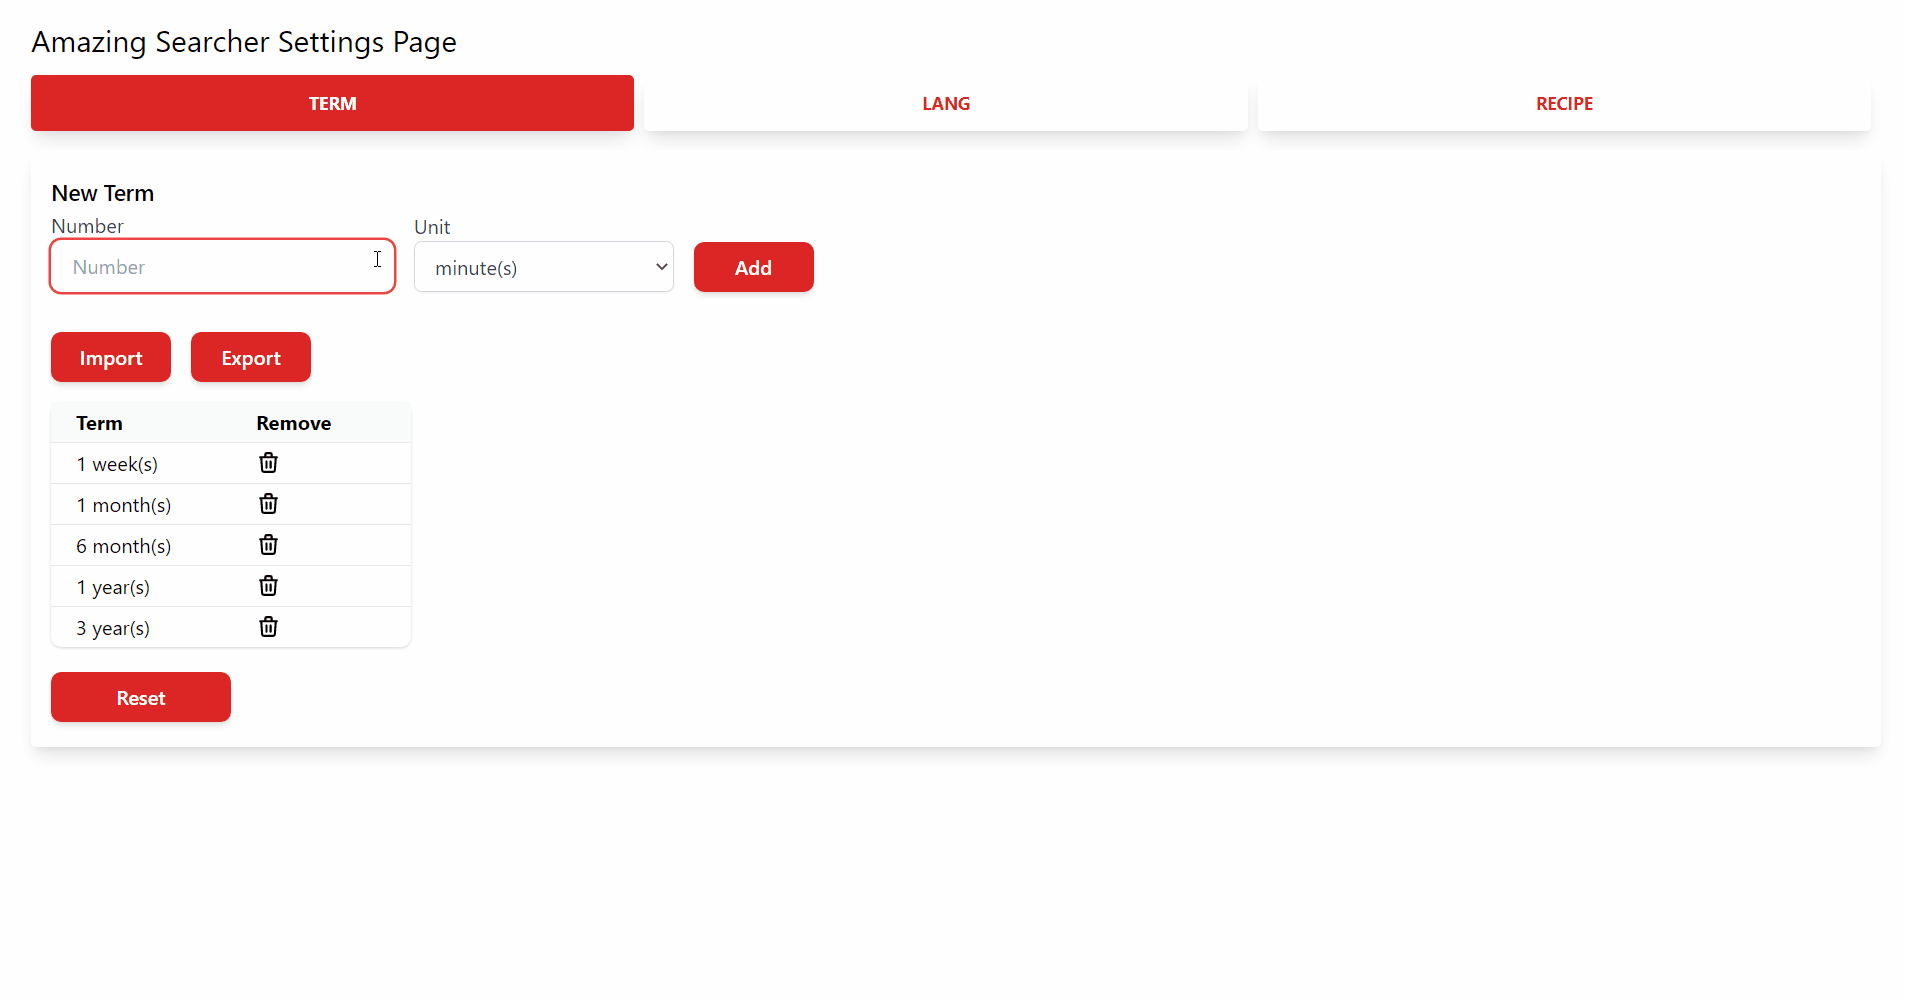 Amazing Searcher Settings Page
TERM LANG RECIPE
New Term
Number Unit
Number minute(s) Add
Import Export
Term Remove
1 week(s)
1 month(s)
6 month(s)
1 year(s)
3 year(s)
Reset